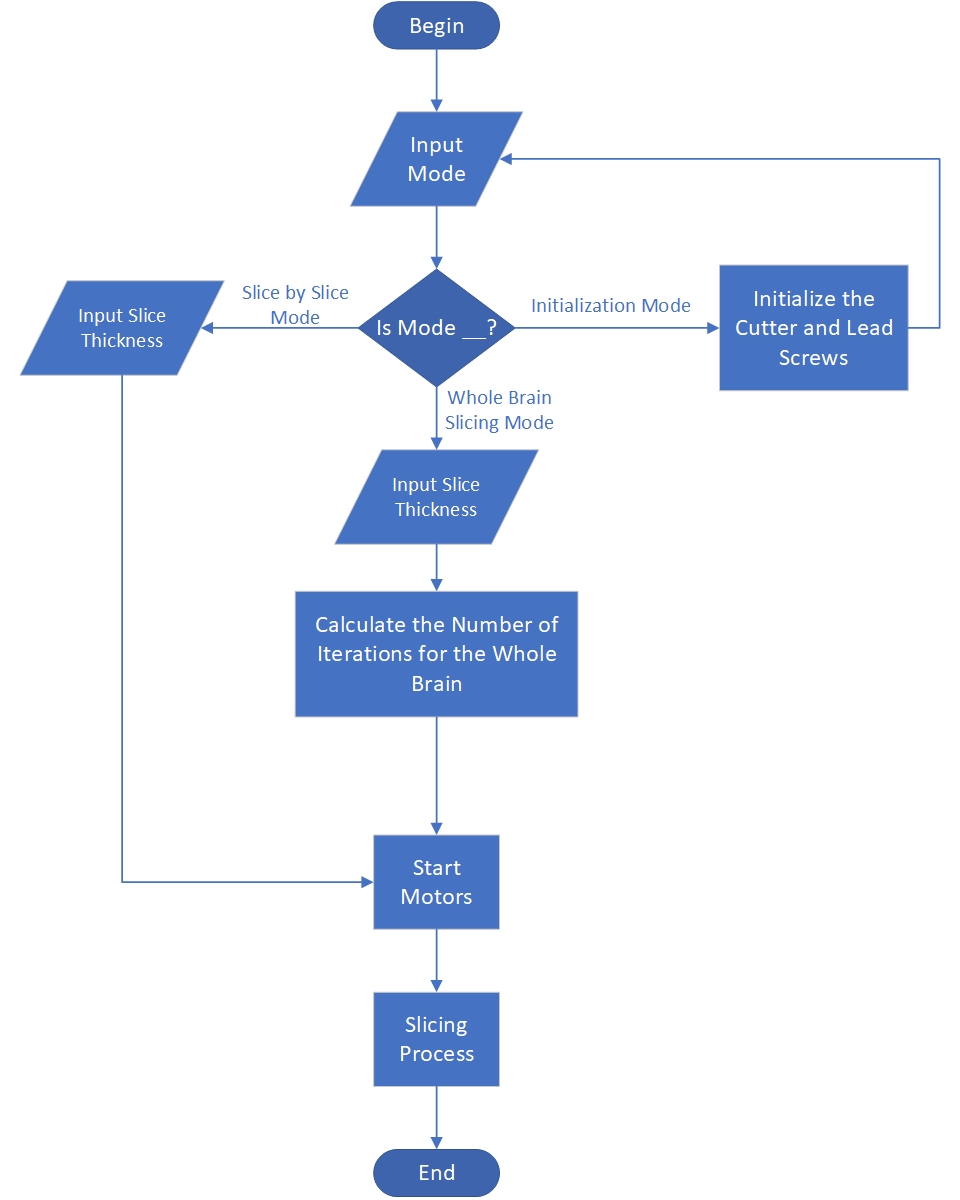 Begin
Input
Mode
Is Mode __?
Slice by Slice
Mode
Initialization Mode
Input Slice
Thickness
Initialize the
Cutter and Lead
Screws
Whole Brain
Slicing Mode
Input Slice
Thickness
Calculate the Number of
Iterations for the Whole
Brain
Start
Motors
Slicing
Process
End